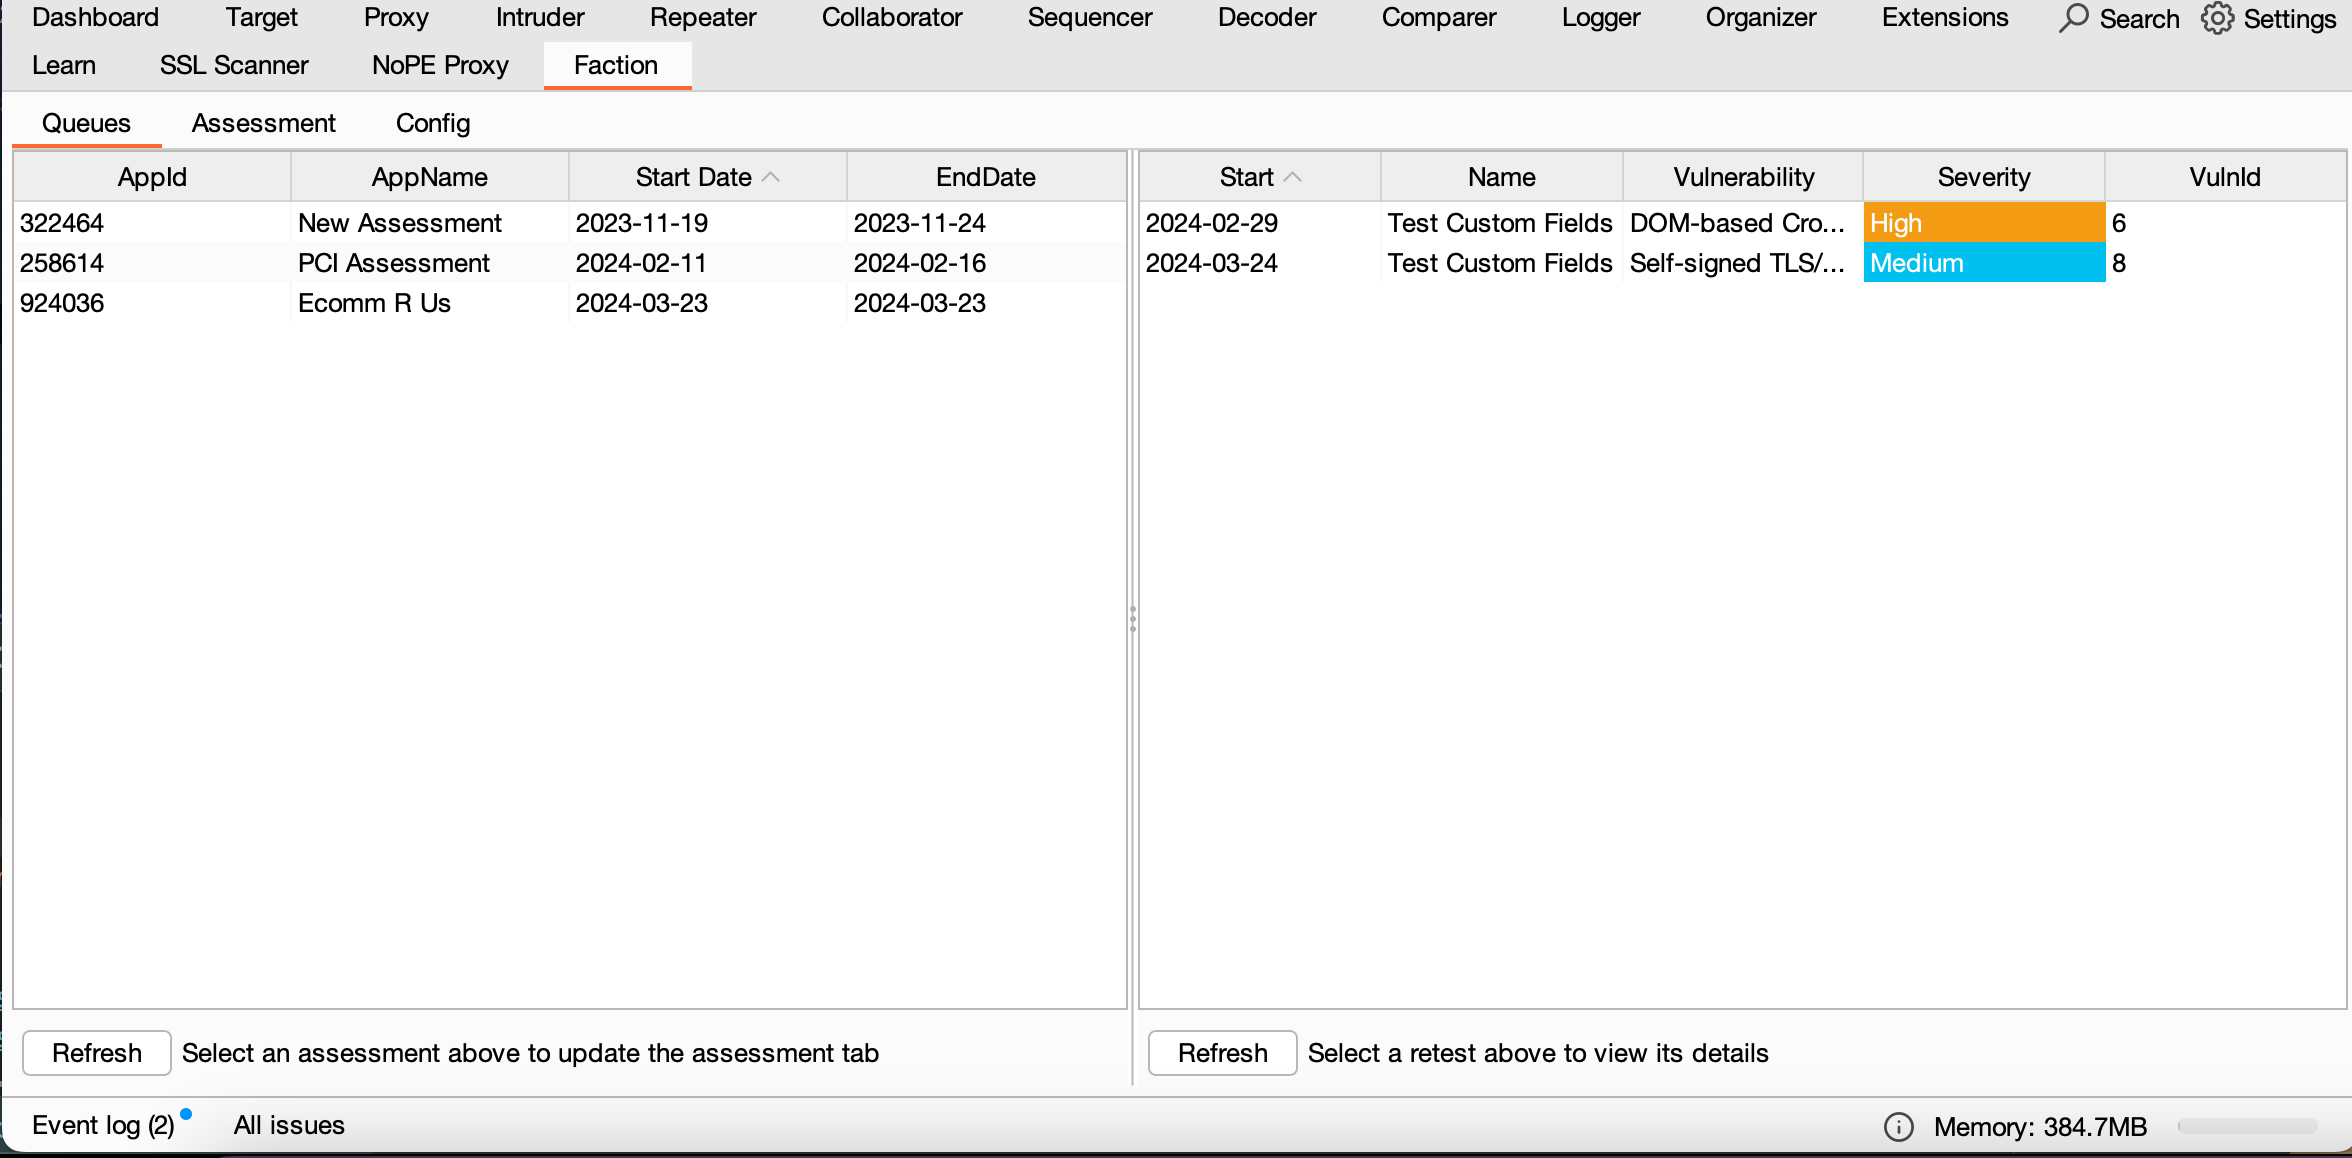 Dashboard Target Proxy Intruder Repeater Collaborator Sequencer Decoder Comparer Logger Organizer Extensions Search Settings
Learn SSL Scanner NoPE Proxy Faction
Queues Assessment Config
AppId AppName Start Date EndDate
322464 New Assessment 2023-11-19 2023-11-24
258614 PCI Assessment 2024-02-11 2024-02-16
924036 Ecomm R Us 2024-03-23 2024-03-23
Refresh Select an assessment above to update the assessment tab
Start Name Vulnerability Severity VulnId
2024-02-29 Test Custom Fields DOM-based Cro... High 6
2024-03-24 Test Custom Fields Self-signed TLS/... Medium 8
Refresh Select a retest above to view its details
Event log (2) All issues Memory: 384.7MB